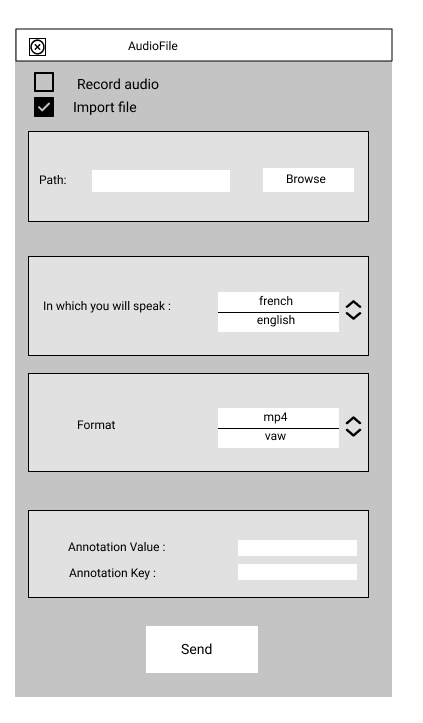 AudioFile
Record audio
Import file
Path:
Browse
In which you will speak :
french
english
Format
mp4
vaw
Annotation Value :
Annotation Key :
Send